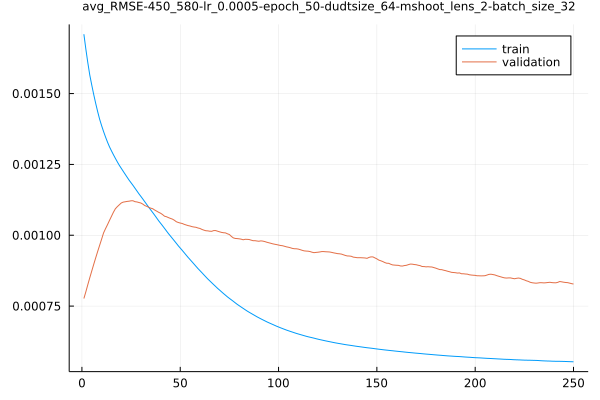 avg_RMSE-450_580-lr_0.0005-epoch_50-dudtsize_64-mshoot_lens_2-batch_size_32
train
validation
0.00150
0.00125
0.00100
0.00075
0 50 100 150 200 250